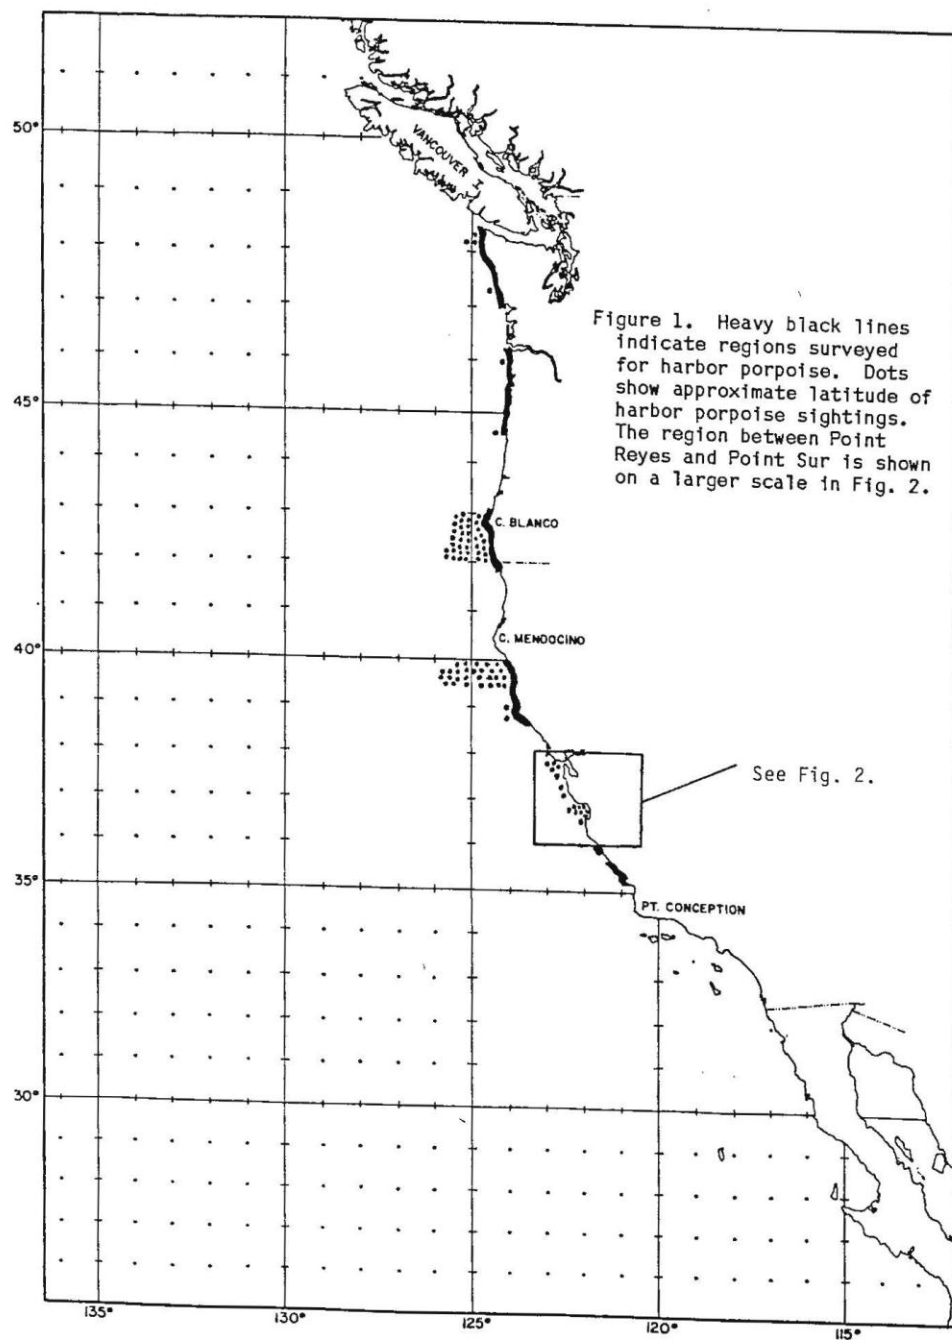 50°
VANCOUVER I.
Figure 1. Heavy black lines
indicate regions surveyed
for harbor porpoise. Dots
show approximate latitude of
harbor porpoise sightings.
The region between Point
Reyes and Point Sur is shown
on a larger scale in Fig. 2.
45°
C. BLANCO
C. MENDOCINO
40°
See Fig. 2.
35°
PT. CONCEPTION
30°
135°
130°
125°
120°
115°